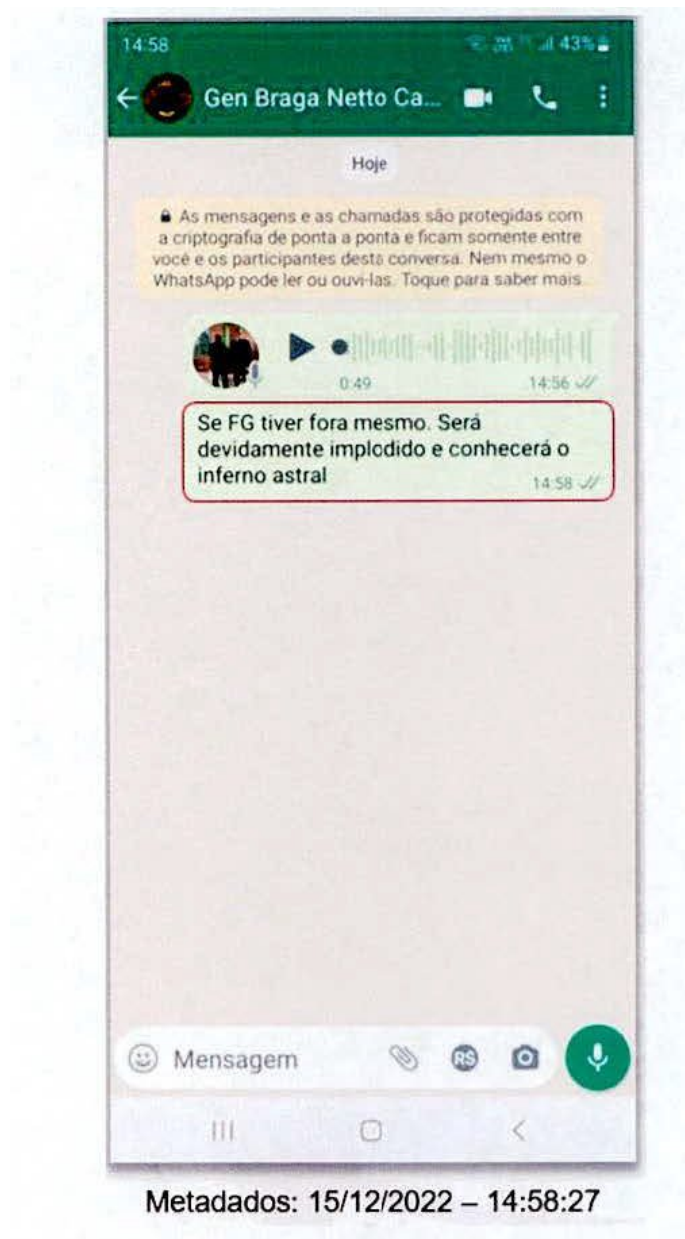 14:58
43%
Gen Braga Netto Ca...
Hoje
As mensagens e as chamadas são protegidas com
a criptografia de ponta a ponta e ficam somente entre
você e os participantes desta conversa. Nem mesmo o
WhatsApp pode ler ou ouvi-las. Toque para saber mais
0:49
14:56
Se FG tiver fora mesmo. Será
devidamente implodido e conhecerá o
inferno astral
14:58
Mensagem
RS
Metadados: 15/12/2022 – 14:58:27